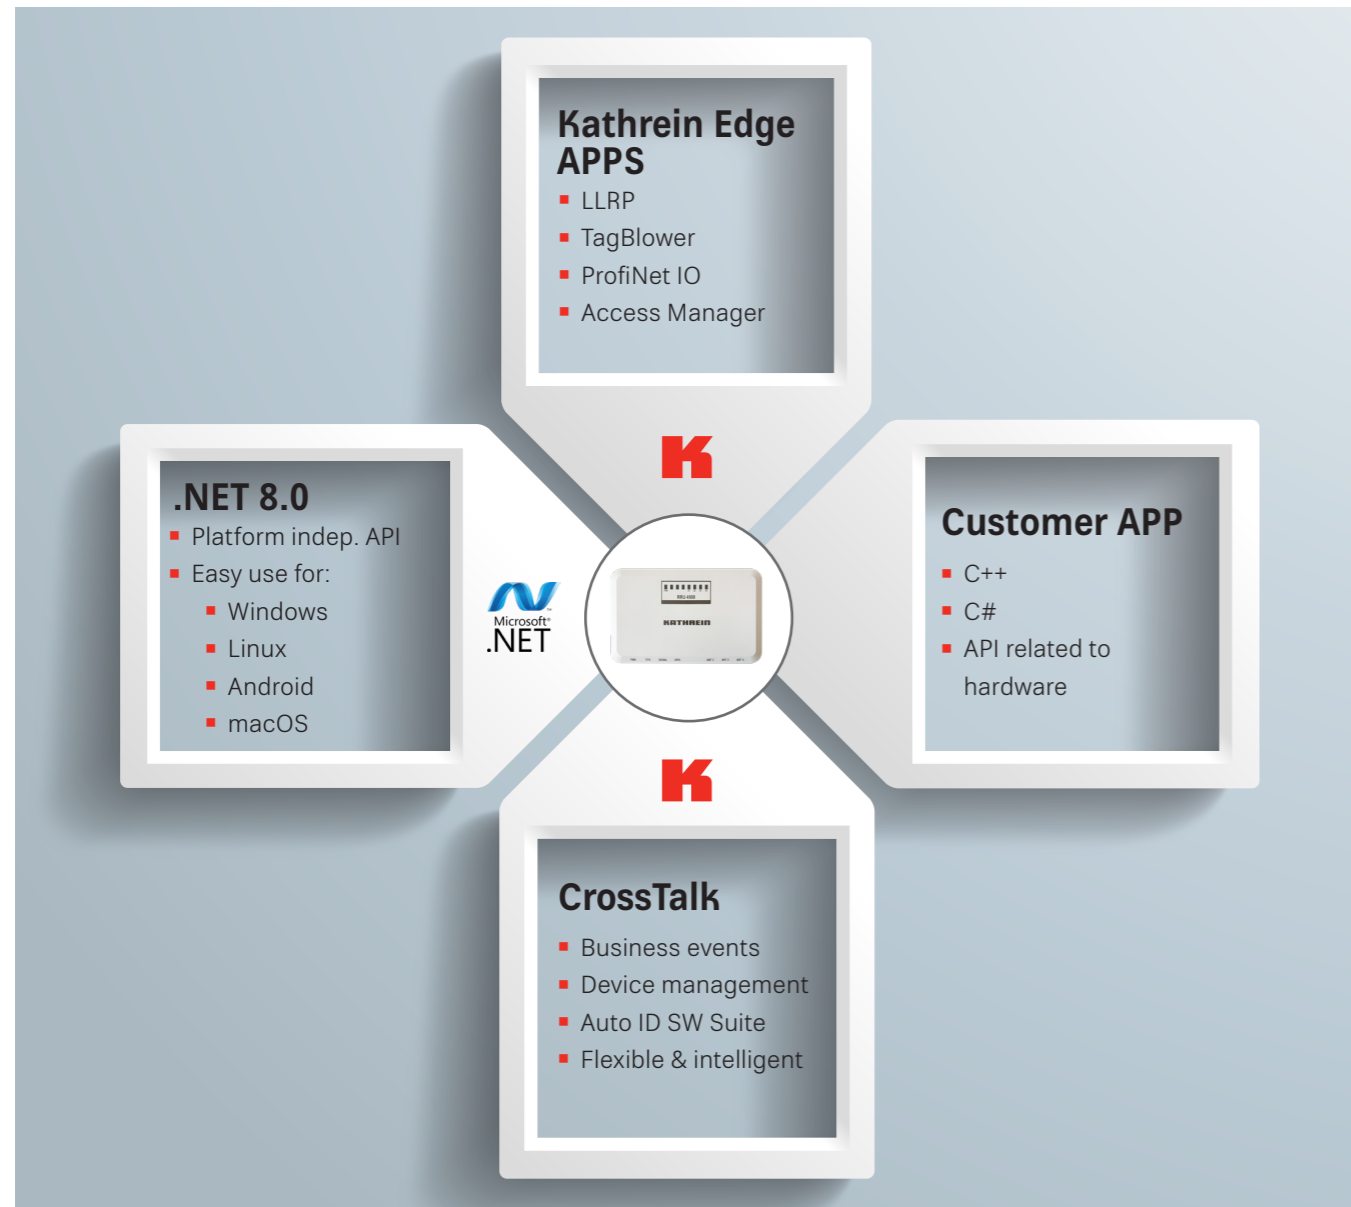 Kathrein Edge
APPS
LLRP
TagBlower
ProfiNet IO
Access Manager
.NET 8.0
Platform indep. API
Easy use for:
Windows
Linux
Android
macOS
Microsoft®
.NET
KATHREIN
Customer APP
C++
C#
API related to
hardware
CrossTalk
Business events
Device management
Auto ID SW Suite
Flexible & intelligent